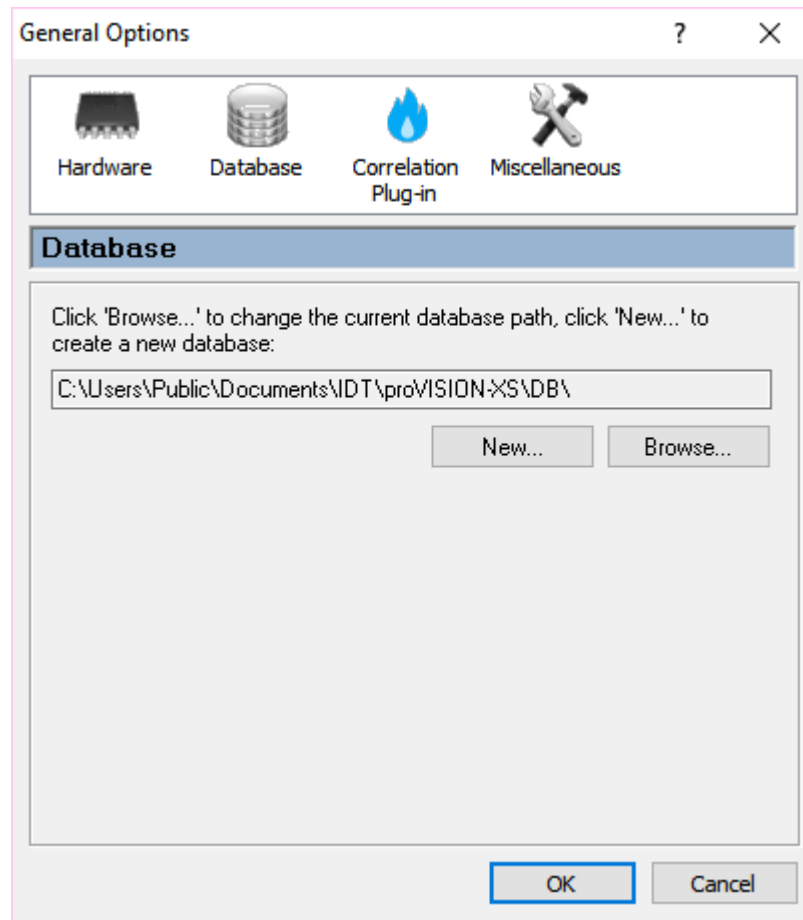 General Options
?
Hardware
Database
Correlation
Plug-in
Miscellaneous
Database
Click 'Browse...' to change the current database path, click 'New...' to
create a new database:
C:\Users\Public\Documents\IDT\proVISION-XS\DB\
New...
Browse...
OK
Cancel